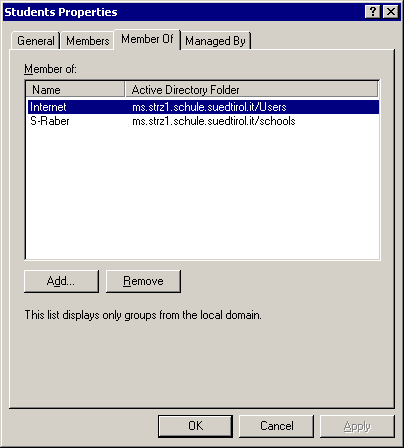 Students Properties
General Members Member Of Managed By
Member of:
Name Active Directory Folder
Internet ms.strz1.schule.suedtirol.it/Users
S-Raber ms.strz1.schule.suedtirol.it/schools
Add... Remove
This list displays only groups from the local domain.
OK Cancel Apply